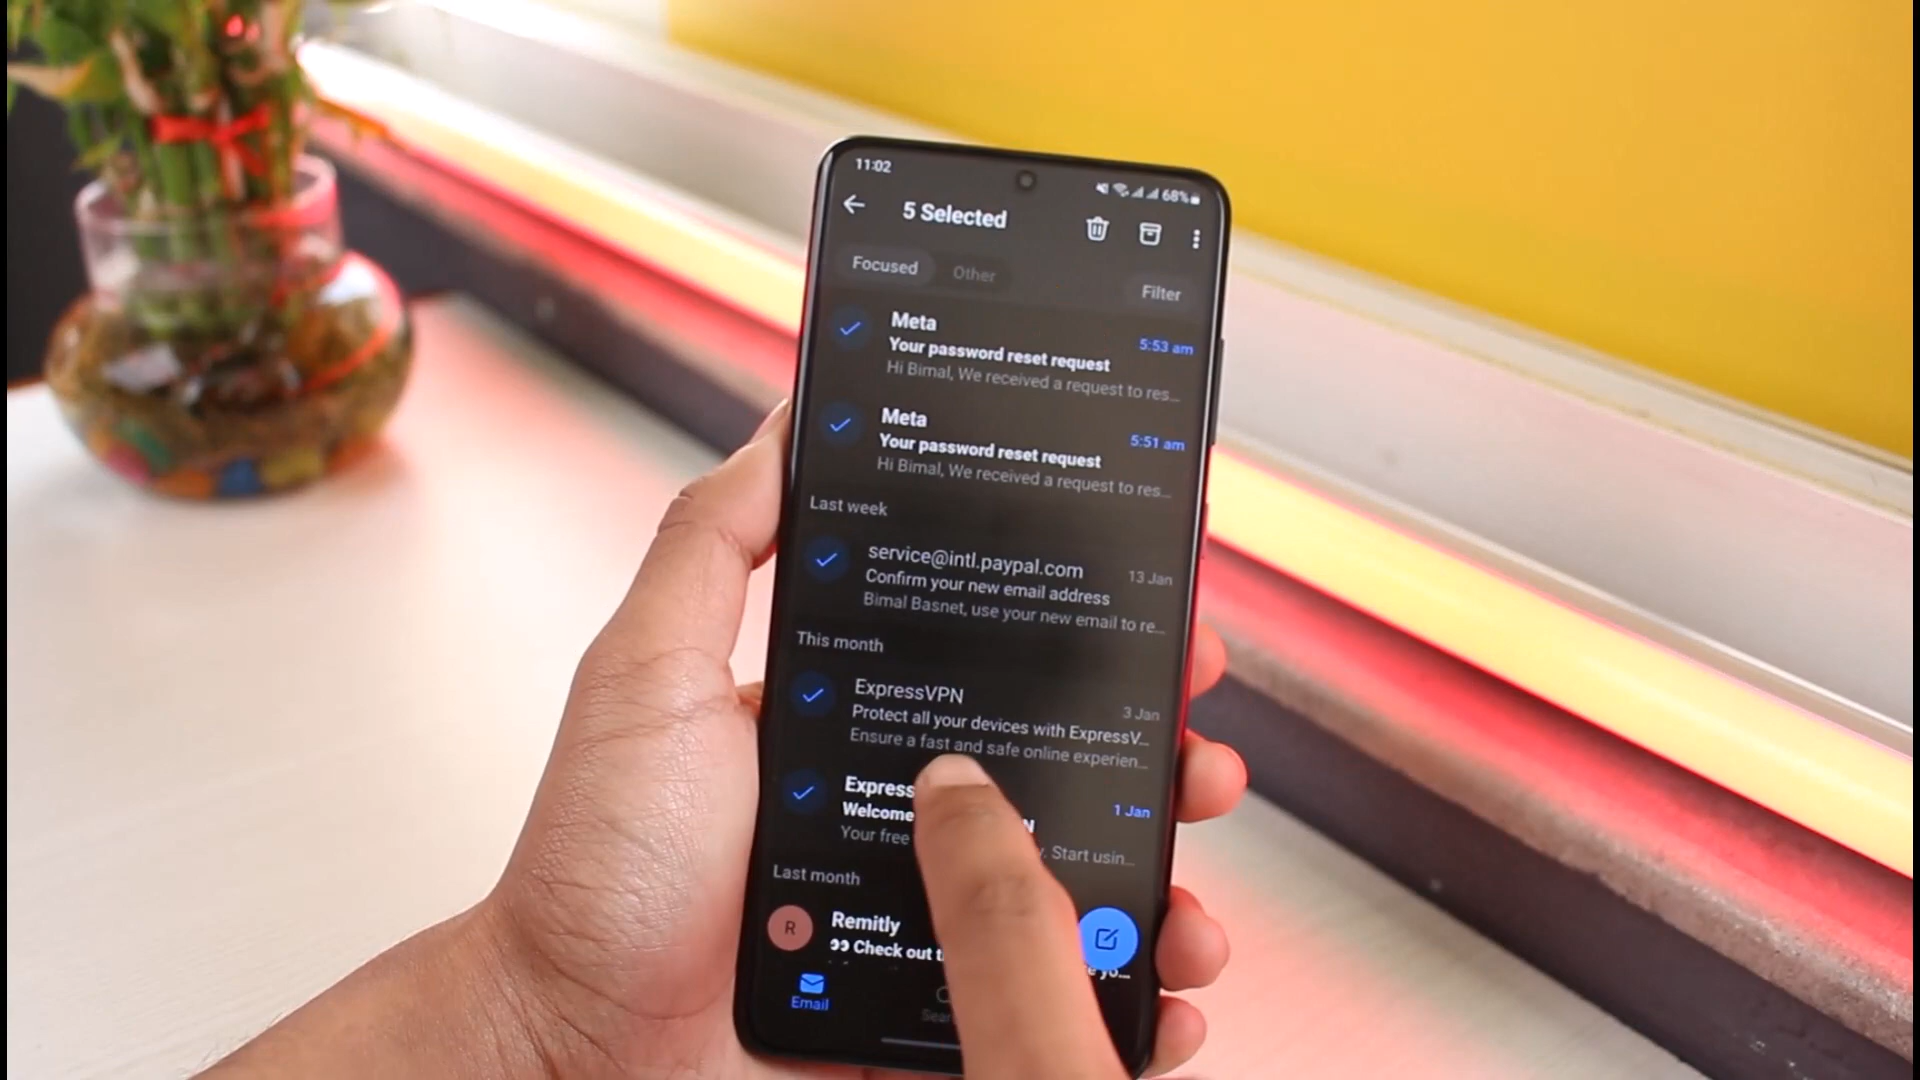 11:02
68%
5 Selected
Focused
Other
Filter
Meta
5:53 am
Your password reset request
Hi Bimal, We received a request to res...
Meta
5:51 am
Your password reset request
Hi Bimal, We received a request to res...
Last week
service@intl.paypal.com
13 Jan
Confirm your new email address
Bimal Basnet, use your new email to re...
This month
ExpressVPN
3 Jan
Protect all your devices with ExpressV...
Ensure a fast and safe online experien...
Express
1 Jan
Welcome N
Your free y. Start usin...
Last month
R
Remitly
👀 Check out t
e yo...
Email
Sear